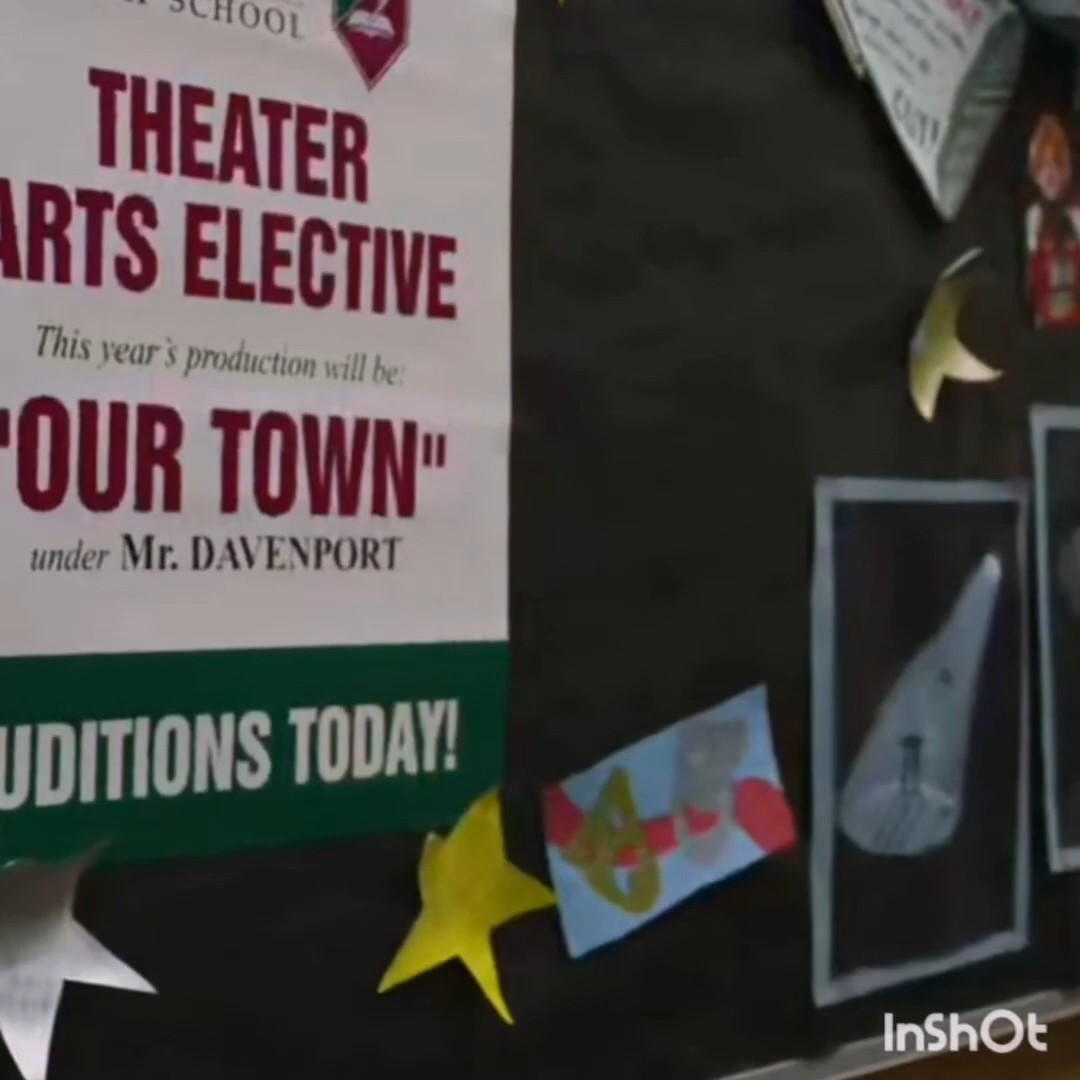 SCHOOL
THEATER
ARTS ELECTIVE
This year's production will be:
"OUR TOWN"
under Mr. DAVENPORT
UDITIONS TODAY!
InShOt